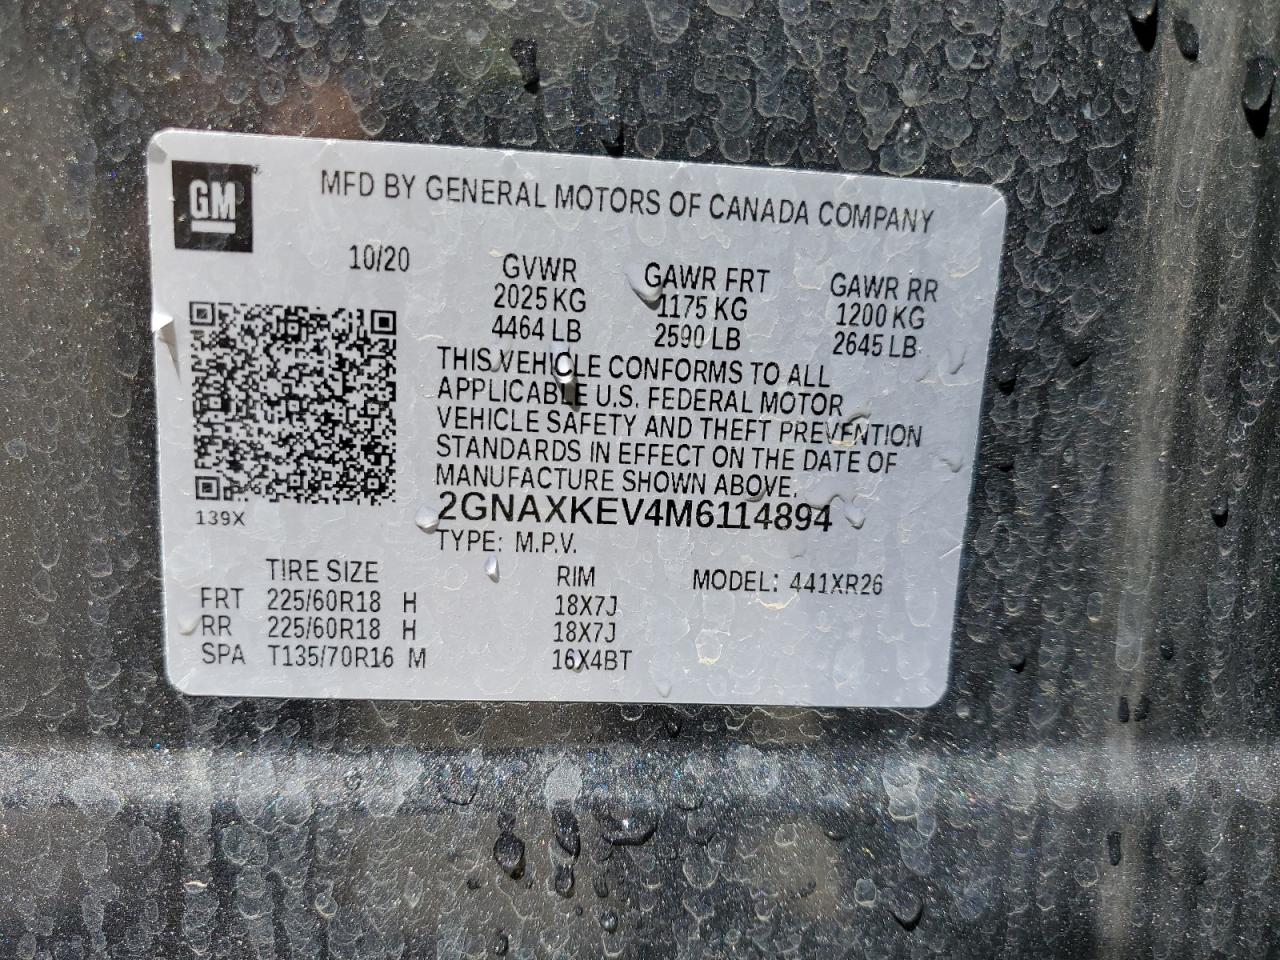 GM
MFD BY GENERAL MOTORS OF CANADA COMPANY
10/20
GVWR
2025 KG
4464 LB
GAWR FRT
1175 KG
2590 LB
GAWR RR
1200 KG
2645 LB
THIS VEHICLE CONFORMS TO ALL
APPLICABLE U.S. FEDERAL MOTOR
VEHICLE SAFETY AND THEFT PREVENTION
STANDARDS IN EFFECT ON THE DATE OF
MANUFACTURE SHOWN ABOVE.
139X
2GNAXKEV4M6114894
TYPE: M.P.V.
TIRE SIZE RIM MODEL: 441XR26
FRT 225/60R18 H 18X7J
RR 225/60R18 H 18X7J
SPA T135/70R16 M 16X4BT